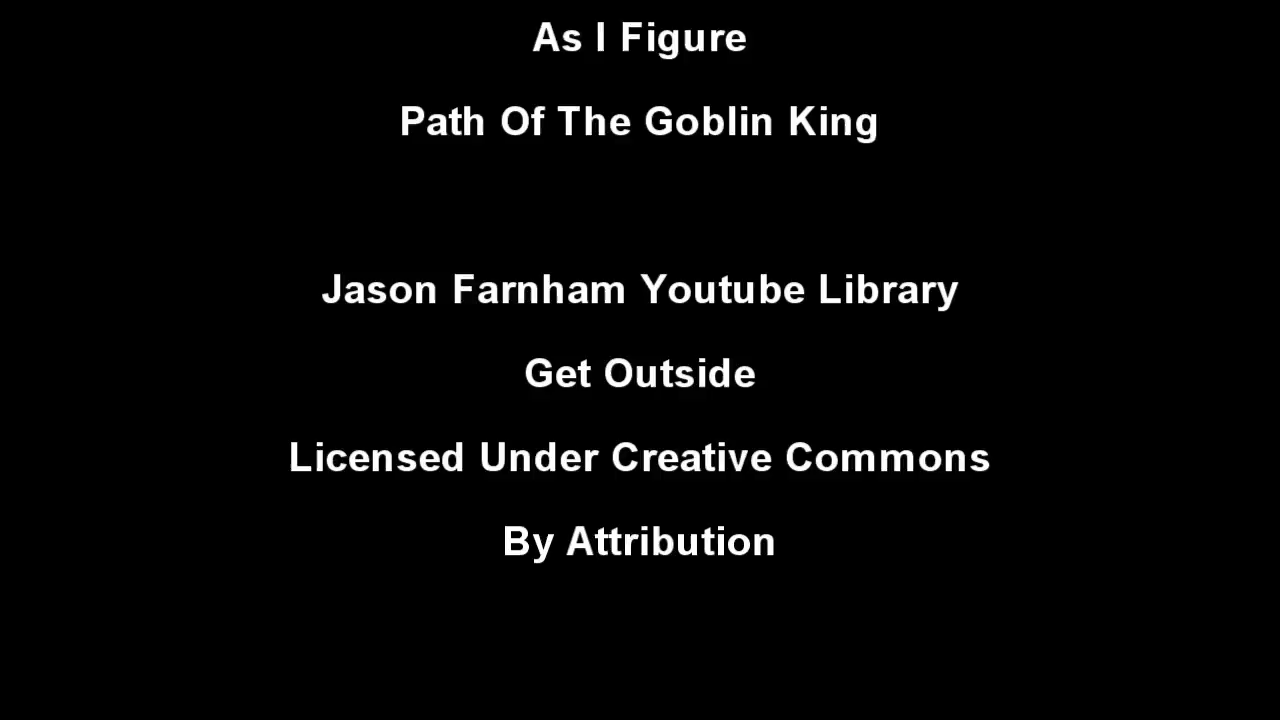 As I Figure
Path Of The Goblin King
Jason Farnham Youtube Library
Get Outside
Licensed Under Creative Commons
By Attribution